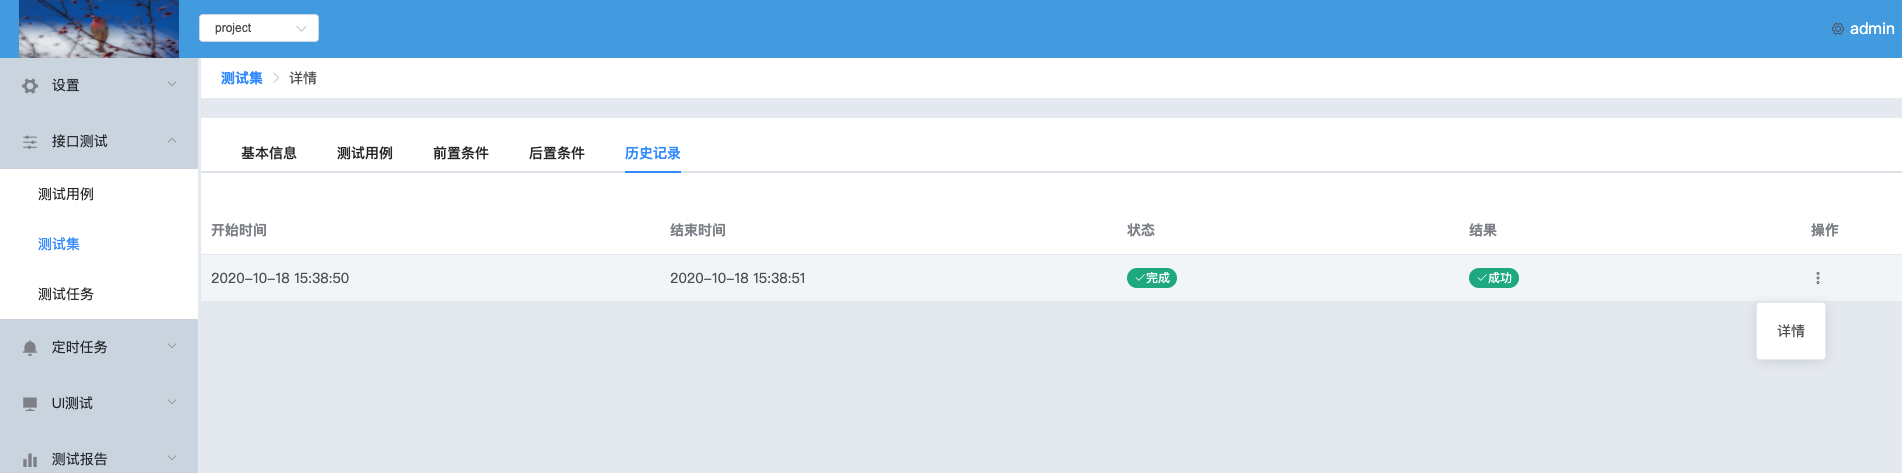 project
admin
设置
测试集 > 详情
接口测试
基本信息 测试用例 前置条件 后置条件 历史记录
测试用例
测试集
测试任务
开始时间 结束时间 状态 结果 操作
2020-10-18 15:38:50 2020-10-18 15:38:51 完成 成功
详情
定时任务
UI测试
测试报告